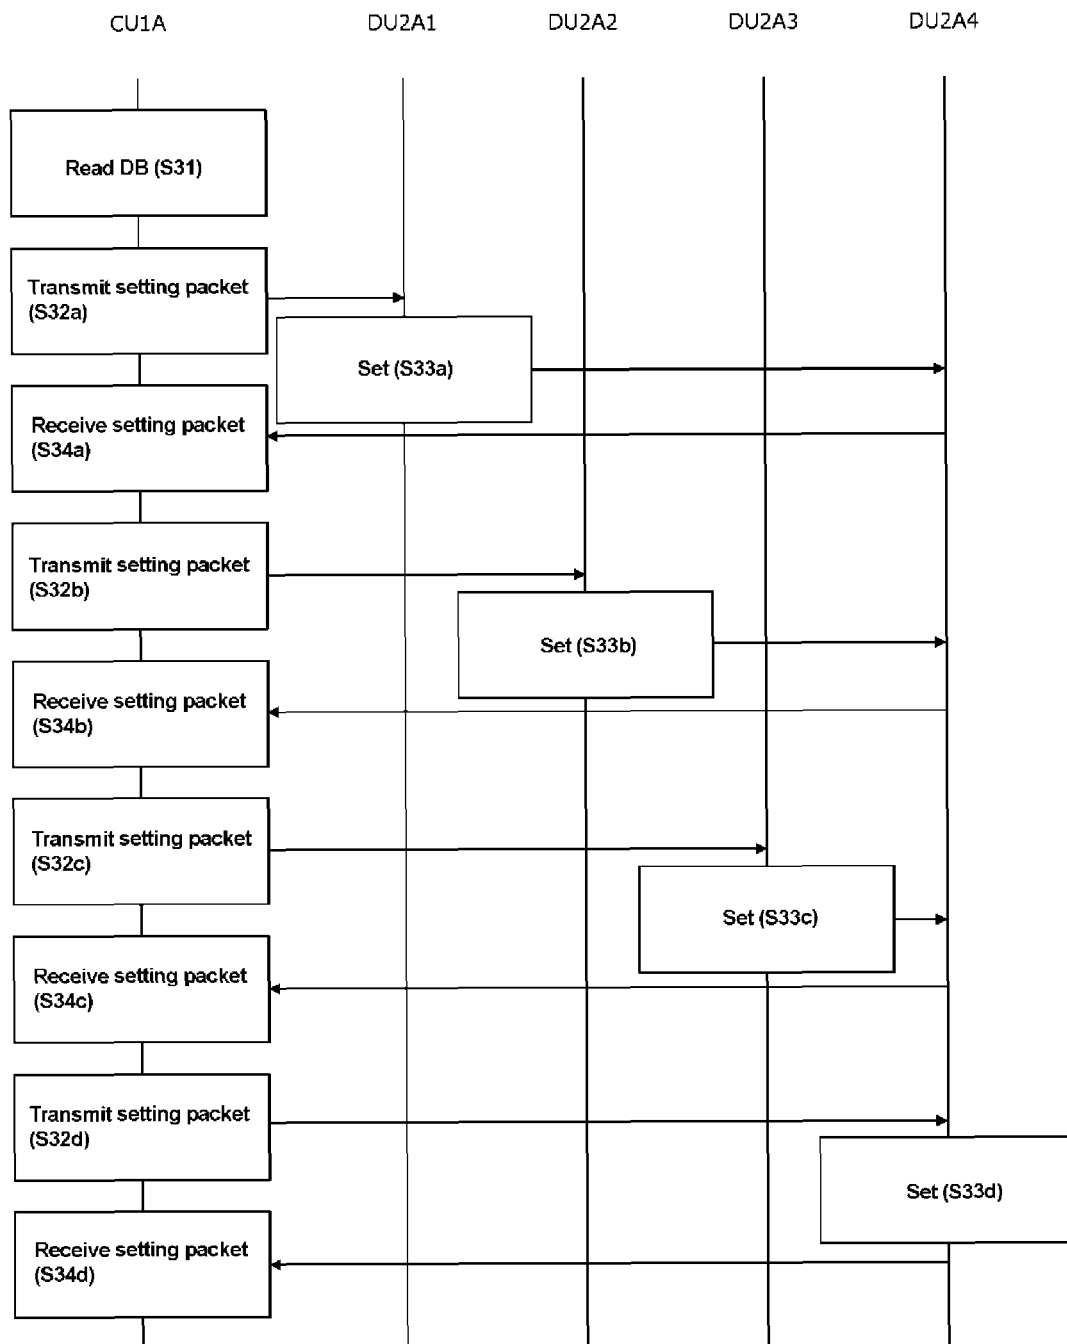 CU1A DU2A1 DU2A2 DU2A3 DU2A4
Read DB (S31)
Transmit setting packet
(S32a)
Set (S33a)
Receive setting packet
(S34a)
Transmit setting packet
(S32b)
Set (S33b)
Receive setting packet
(S34b)
Transmit setting packet
(S32c)
Set (S33c)
Receive setting packet
(S34c)
Transmit setting packet
(S32d)
Set (S33d)
Receive setting packet
(S34d)